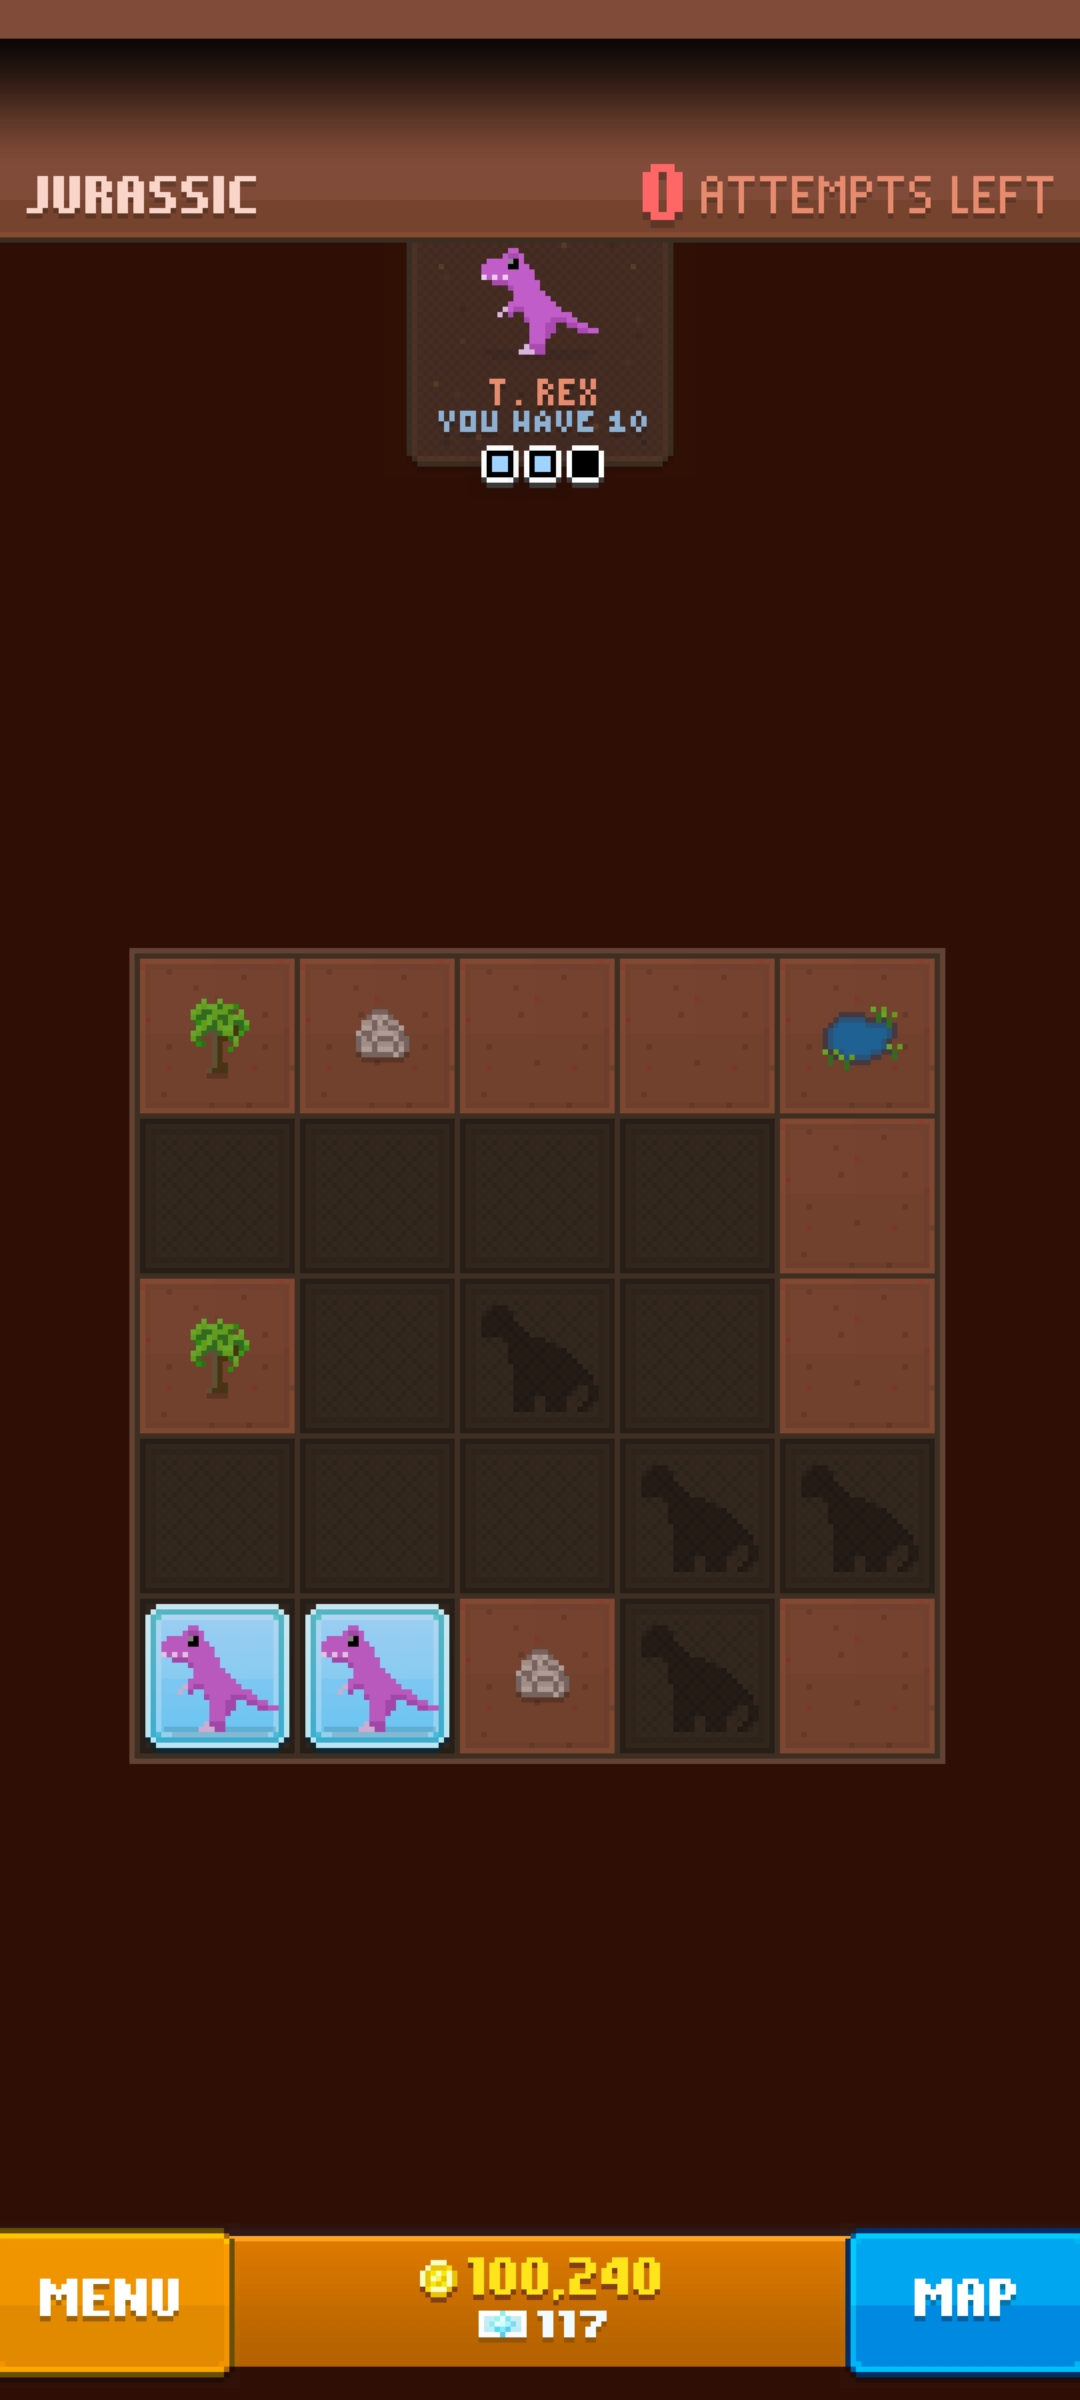 JURASSIC
0 ATTEMPTS LEFT
T.REX
YOU HAVE 10
100,240
117
MENU
MAP